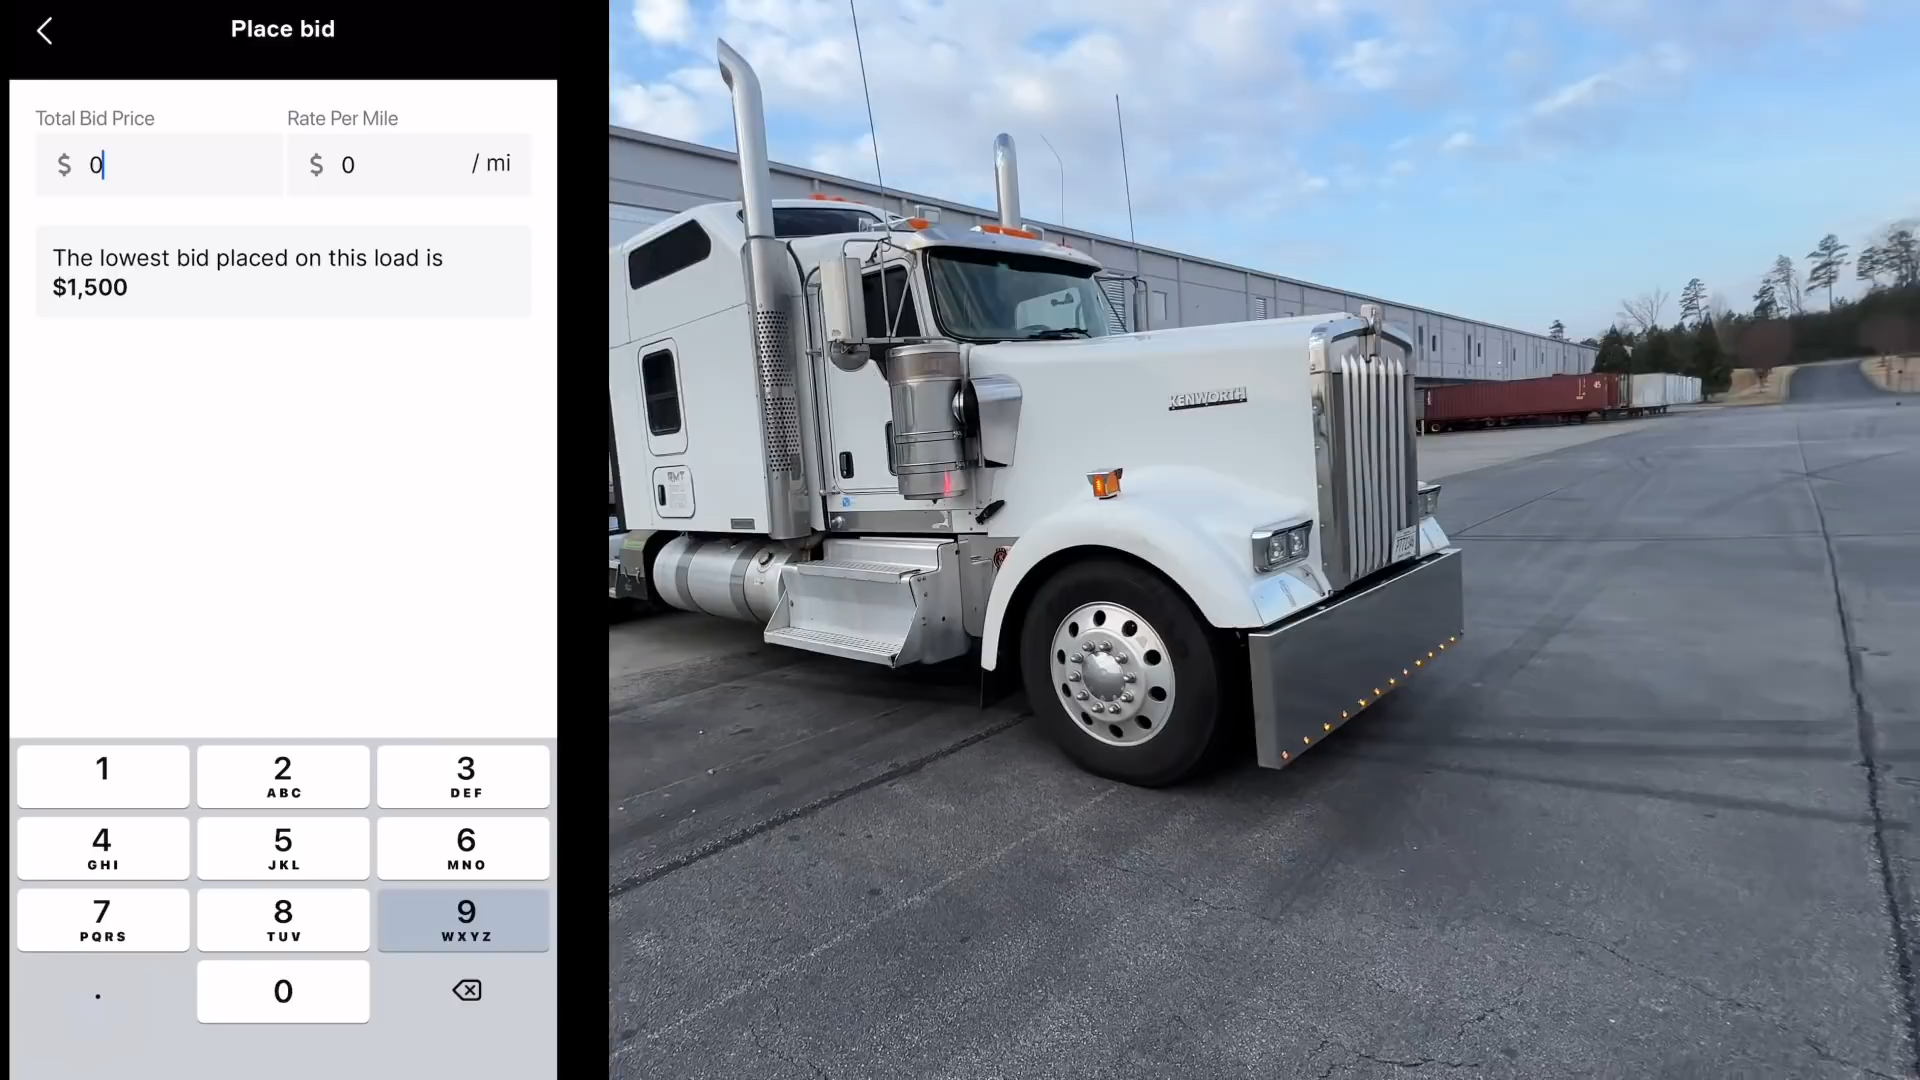 Place bid
Total Bid Price
Rate Per Mile
$ 0
$ 0 / mi
The lowest bid placed on this load is
$1,500
1
2
ABC
3
DEF
4
GHI
5
JKL
6
MNO
7
PQRS
8
TUV
9
WXYZ
.
0
KENWORTH